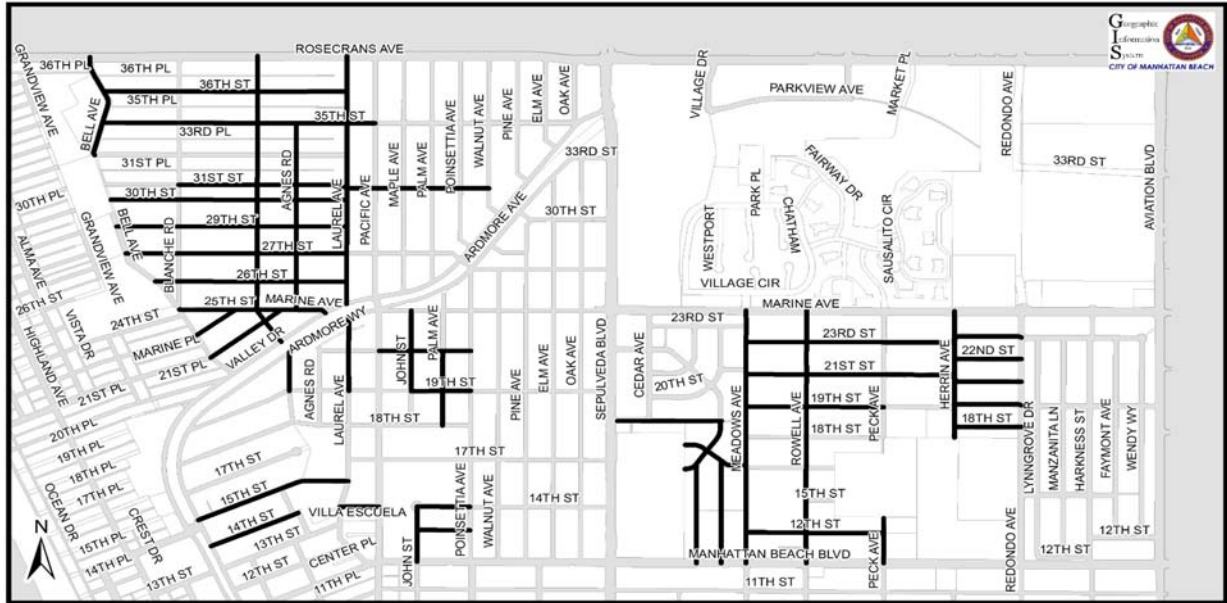 Geographic
Information
System
CITY OF MANHATTAN BEACH
ROSECRANS AVE
GRANDVIEW AVE
36TH PL
36TH PL
36TH ST
35TH PL
35TH ST
33RD PL
BELL AVE
31ST PL
31ST ST
30TH ST
29TH ST
27TH ST
26TH ST
25TH ST
MARINE AVE
AGNES RD
LAUREL AVE
PACIFIC AVE
MAPLE AVE
PALM AVE
POINSETTIA AVE
WALNUT AVE
PINE AVE
ELM AVE
OAK AVE
33RD ST
ARDMORE AVE
30TH ST
30TH PL
ALMA AVE
GRANDVIEW AVE
BELL AVE
BLANCHE RD
26TH ST
HIGHLAND AVE
VISTA DR
24TH ST
MARINE PL
VALLEY DR
ARDMORE WY
21ST PL
21ST PL
20TH PL
19TH PL
18TH PL
17TH PL
OCEAN DR
CREST DR
15TH PL
14TH PL
13TH ST
17TH ST
15TH ST
14TH ST
13TH ST
12TH ST
CENTER PL
11TH PL
VILLA ESCUELA
AGNES RD
LAUREL AVE
JOHN ST
PALM AVE
19TH ST
18TH ST
PINE AVE
ELM AVE
OAK AVE
SEPULVEDA BLVD
17TH ST
14TH ST
POINSETTIA AVE
WALNUT AVE
JOHN ST
VILLAGE DR
PARKVIEW AVE
MARKET PL
REDONDO AVE
33RD ST
AVIATION BLVD
FAIRWAY DR
PARK PL
CHATHAM
WESTPORT
SAUSALITO CIR
VILLAGE CIR
MARINE AVE
23RD ST
23RD ST
22ND ST
21ST ST
CEDAR AVE
20TH ST
19TH ST
18TH ST
18TH ST
MEADOWS AVE
ROWELL AVE
PECK AVE
HERRIN AVE
LYNNGROVE DR
MANZANITA LN
HARKNESS ST
FAYMONT AVE
WENDY WY
15TH ST
12TH ST
12TH ST
12TH ST
MANHATTAN BEACH BLVD
PECK AVE
REDONDO AVE
11TH ST
N